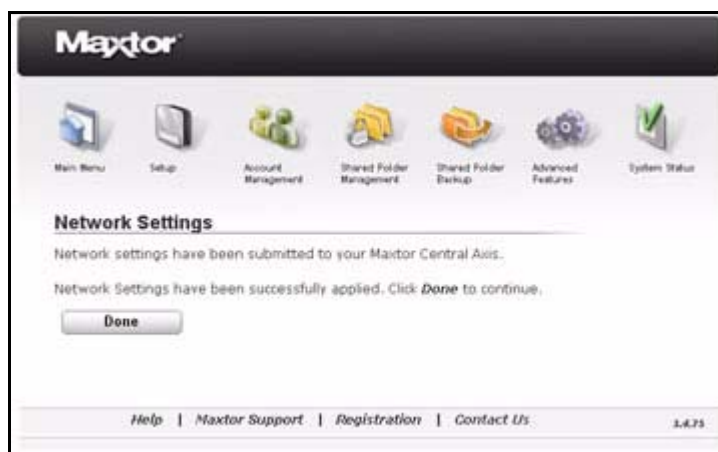 Maxtor
Main Menu
Setup
Account Management
Shared Folder Management
Shared Folder Backup
Advanced Features
System Status
Network Settings
Network settings have been submitted to your Maxtor Central Axis.
Network Settings have been successfully applied. Click Done to continue.
Done
Help | Maxtor Support | Registration | Contact Us